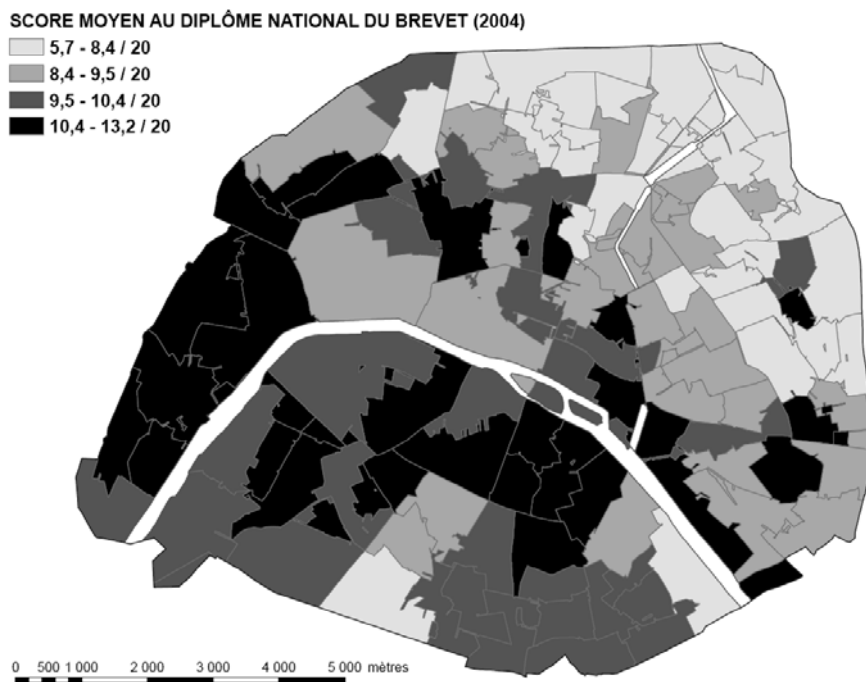 SCORE MOYEN AU DIPLÔME NATIONAL DU BREVET (2004)
5,7 - 8,4 / 20
8,4 - 9,5 / 20
9,5 - 10,4 / 20
10,4 - 13,2 / 20
0 500 1 000 2 000 3 000 4 000 5 000 mètres